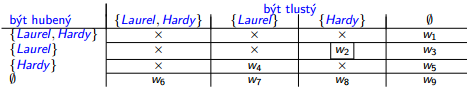 být tlustý
být hubený {Laurel, Hardy} {Laurel} {Hardy} ∅
{Laurel, Hardy} × × × w₁
{Laurel} × × w₂ w₃
{Hardy} × w₄ × w₅
∅ w₆ w₇ w₈ w₉